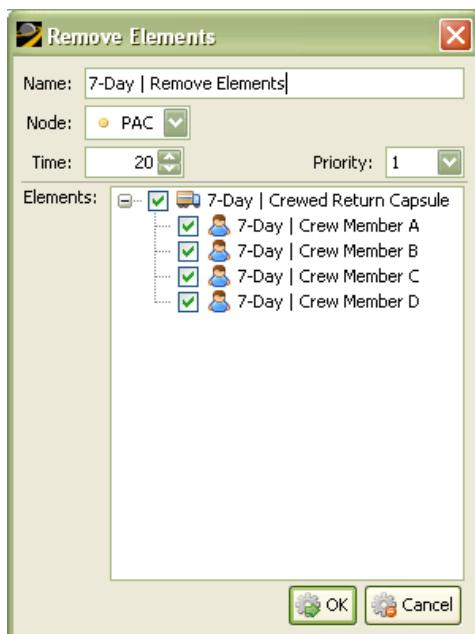 Remove Elements
Name: 7-Day | Remove Elements
Node: PAC
Time: 20 Priority: 1
Elements: 7-Day | Crewed Return Capsule
7-Day | Crew Member A
7-Day | Crew Member B
7-Day | Crew Member C
7-Day | Crew Member D
OK Cancel